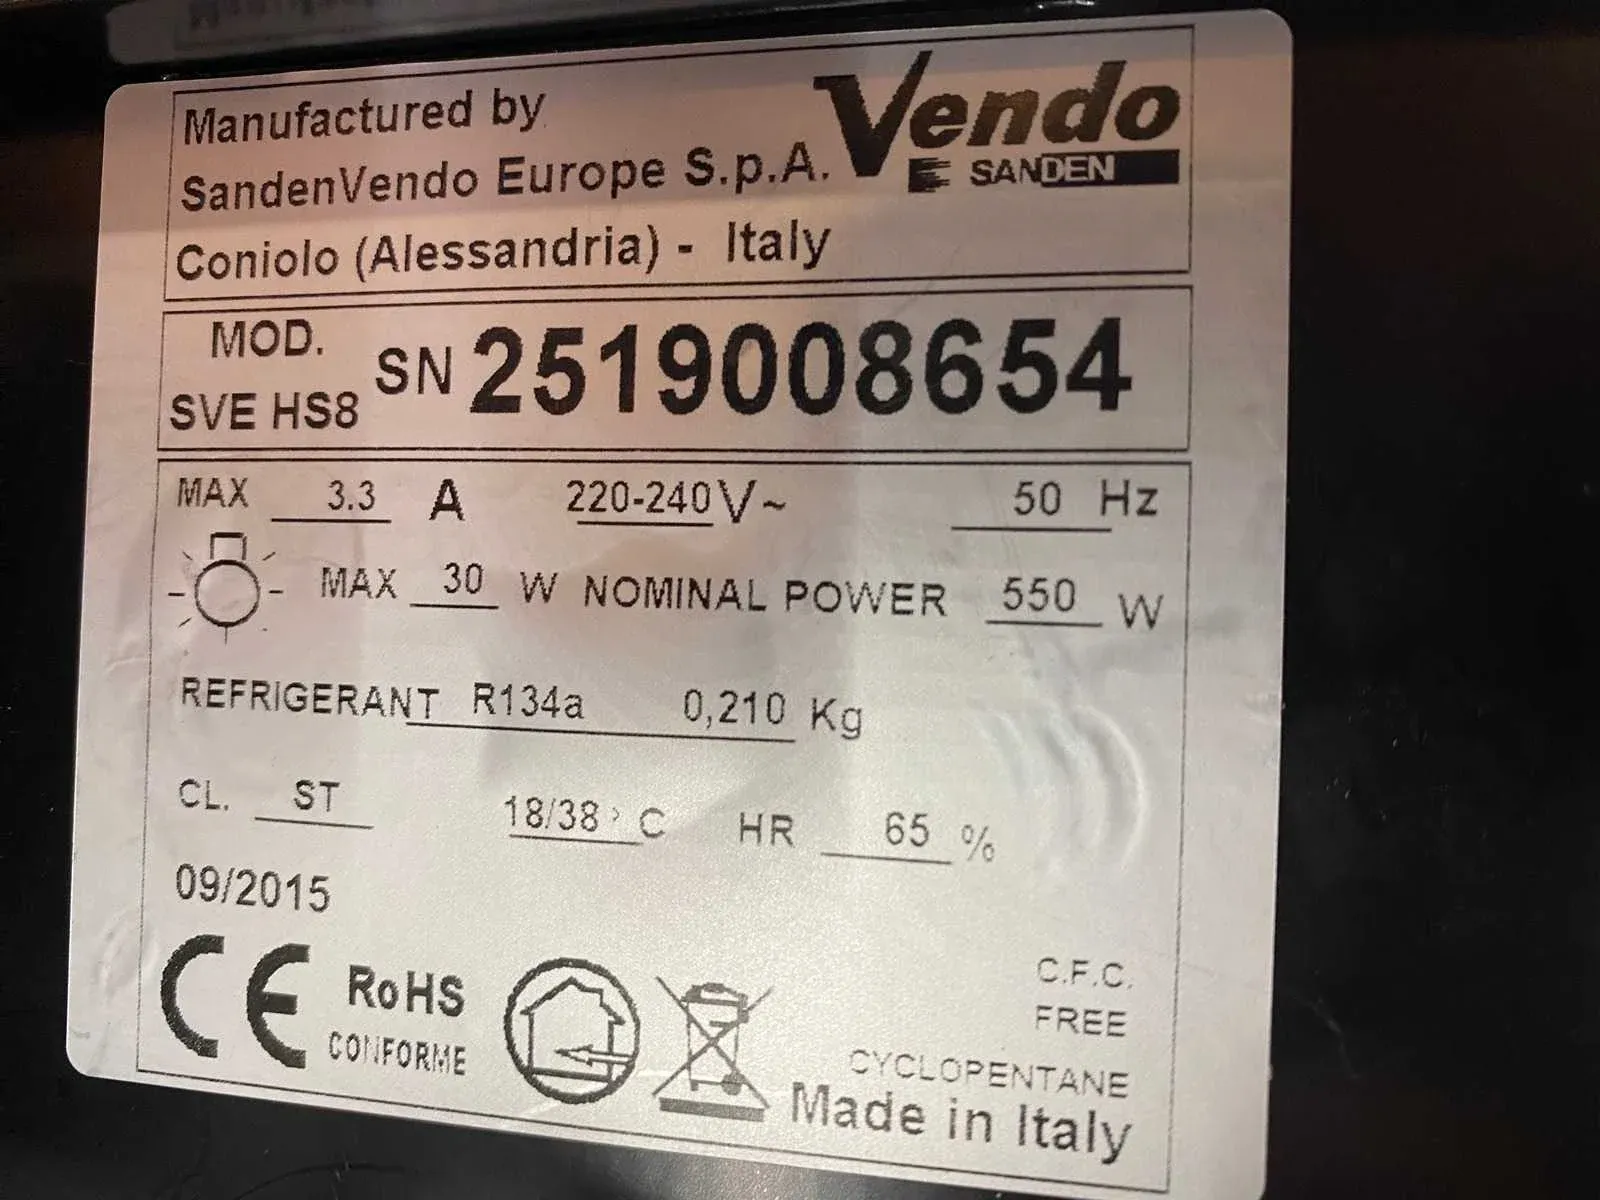 Manufactured by
SandenVendo Europe S.p.A.
Coniolo (Alessandria) - Italy
Vendo
SANDEN
MOD.
SVE HS8
SN 2519008654
MAX 3.3 A 220-240V~ 50 Hz
MAX 30 W NOMINAL POWER 550 W
REFRIGERANT R134a 0,210 Kg
CL. ST 18/38 C HR 65 %
09/2015
CE RoHS
CONFORME
C.F.C.
FREE
CYCLOPENTANE
Made in Italy